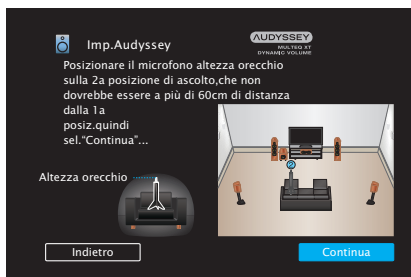 Imp.Audyssey
AUDYSSEY
MULTEQ XT
DYNAMIC VOLUME
Posizionare il microfono altezza orecchio
sulla 2a posizione di ascolto,che non
dovrebbe essere a più di 60cm di distanza
dalla 1a
posiz.quindi
sel."Continua"...
2
Altezza orecchio
Indietro
Continua